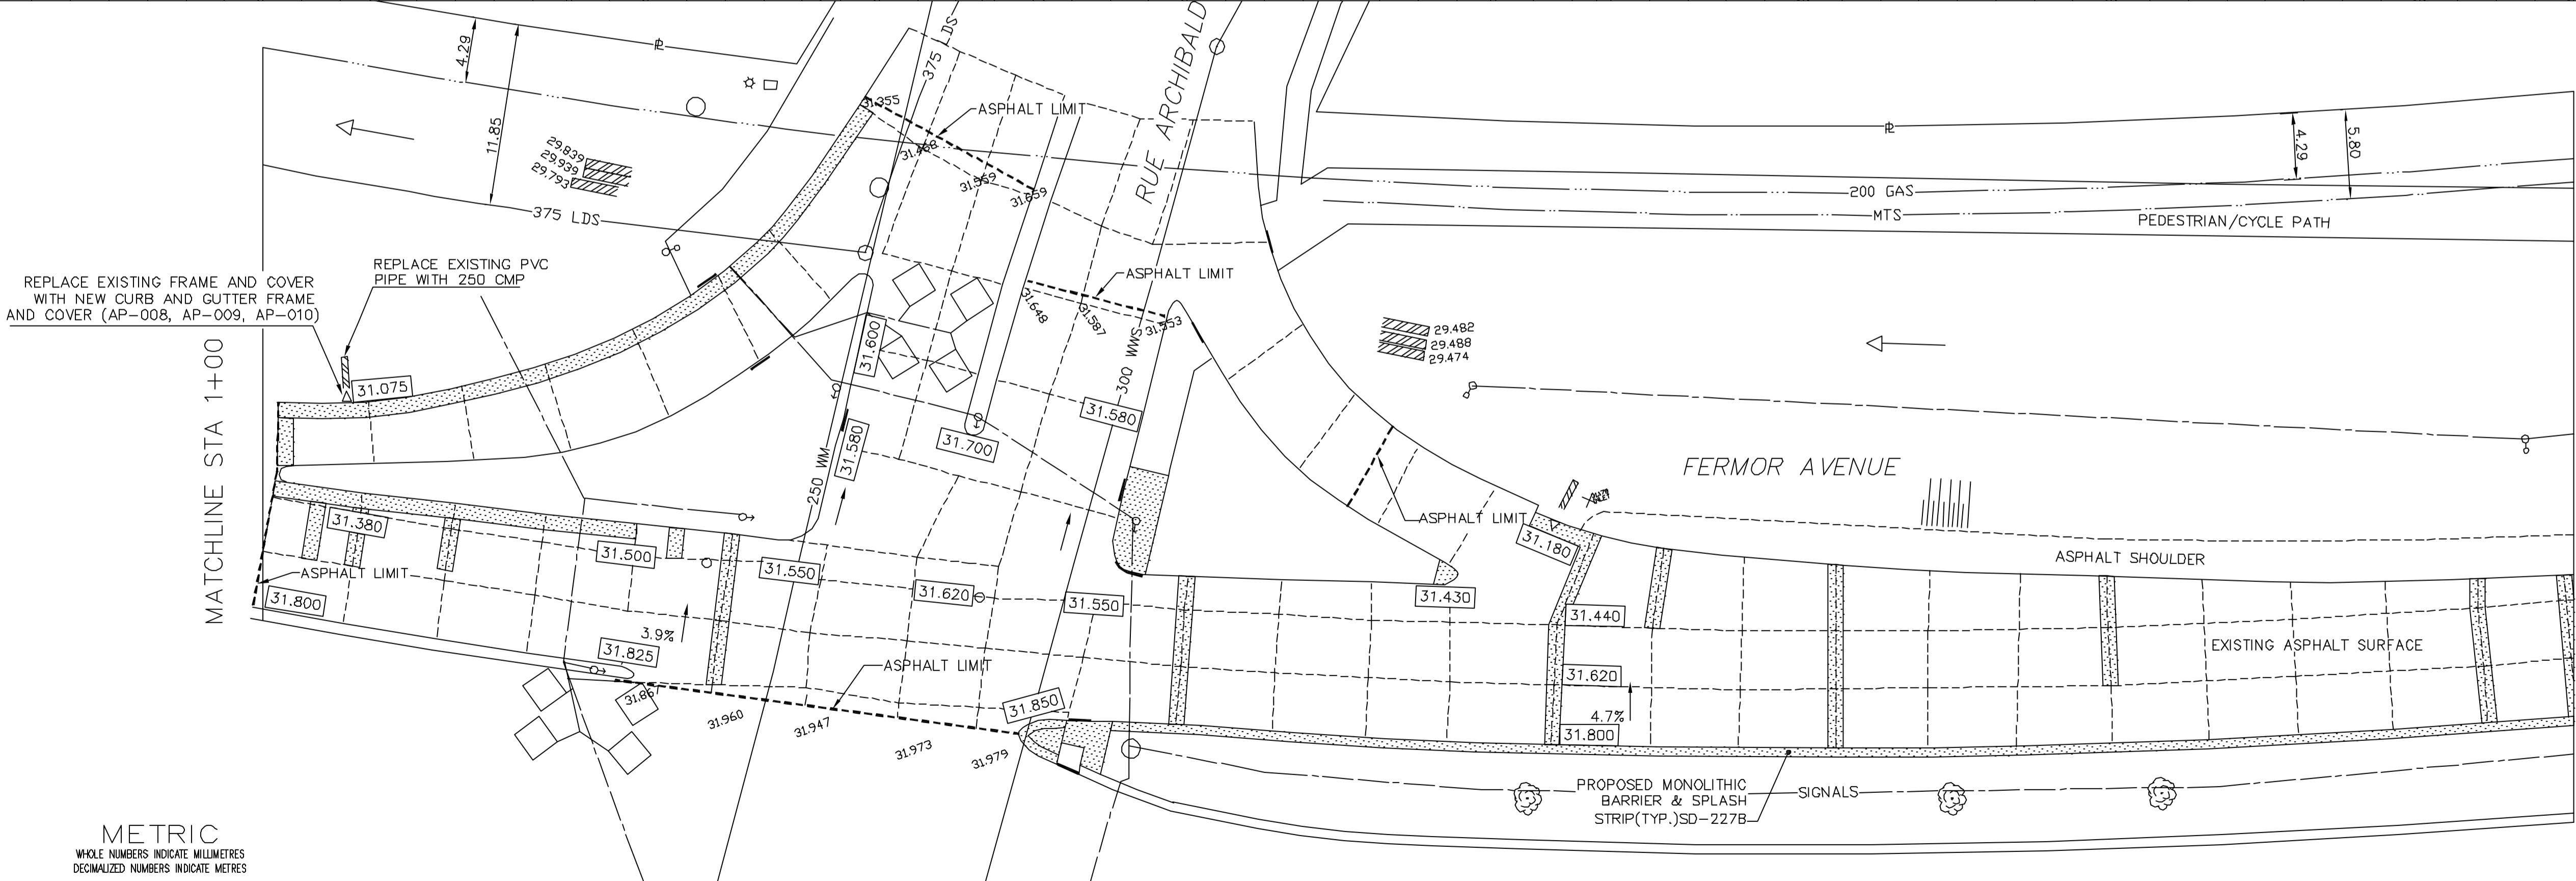 4.29
11.85
29.839
29.939
29.793
375 LDS
375 LDS
RUE ARCHIBALD
31.355
ASPHALT LIMIT
31.559
31.659
4.29
5.80
200 GAS
MTS
PEDESTRIAN/CYCLE PATH
REPLACE EXISTING FRAME AND COVER
WITH NEW CURB AND GUTTER FRAME
AND COVER (AP-008, AP-009, AP-010)
REPLACE EXISTING PVC
PIPE WITH 250 CMP
ASPHALT LIMIT
31.648
31.587
31.553
29.482
29.488
29.474
MATCHLINE STA 1+00
31.075
31.600
300 WWS
31.580
31.700
31.580
250 WM
FERMOR AVENUE
ASPHALT LIMIT
31.180
31.380
31.500
31.550
31.620
31.550
31.430
31.440
ASPHALT SHOULDER
ASPHALT LIMIT
31.800
3.9%
31.825
ASPHALT LIMIT
31.620
EXISTING ASPHALT SURFACE
4.7%
31.800
31.850
31.960
31.947
31.973
31.979
PROPOSED MONOLITHIC
BARRIER & SPLASH
STRIP(TYP.)SD-227B
SIGNALS
METRIC
WHOLE NUMBERS INDICATE MILLIMETRES
DECIMALIZED NUMBERS INDICATE METRES